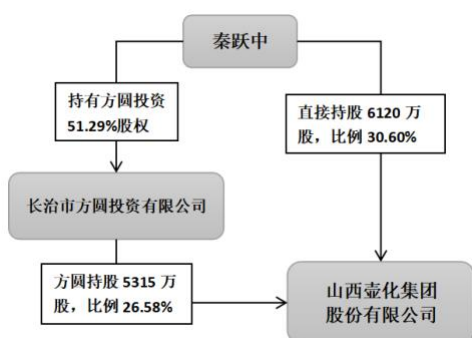 秦跃中
持有方圆投资
51.29%股权
直接持股 6120 万
股，比例 30.60%
长治市方圆投资有限公司
方圆持股 5315 万
股，比例 26.58%
山西壶化集团
股份有限公司